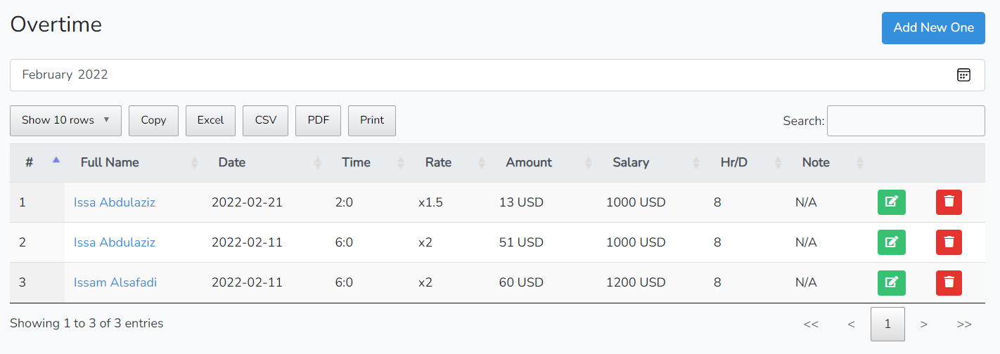 Overtime
Add New One
February 2022
Show 10 rows ▼ Copy Excel CSV PDF Print Search:
# Full Name Date Time Rate Amount Salary Hr/D Note
1 Issa Abdulaziz 2022-02-21 2:0 x1.5 13 USD 1000 USD 8 N/A
2 Issa Abdulaziz 2022-02-11 6:0 x2 51 USD 1000 USD 8 N/A
3 Issam Alsafadi 2022-02-11 6:0 x2 60 USD 1200 USD 8 N/A
Showing 1 to 3 of 3 entries << < 1 > >>